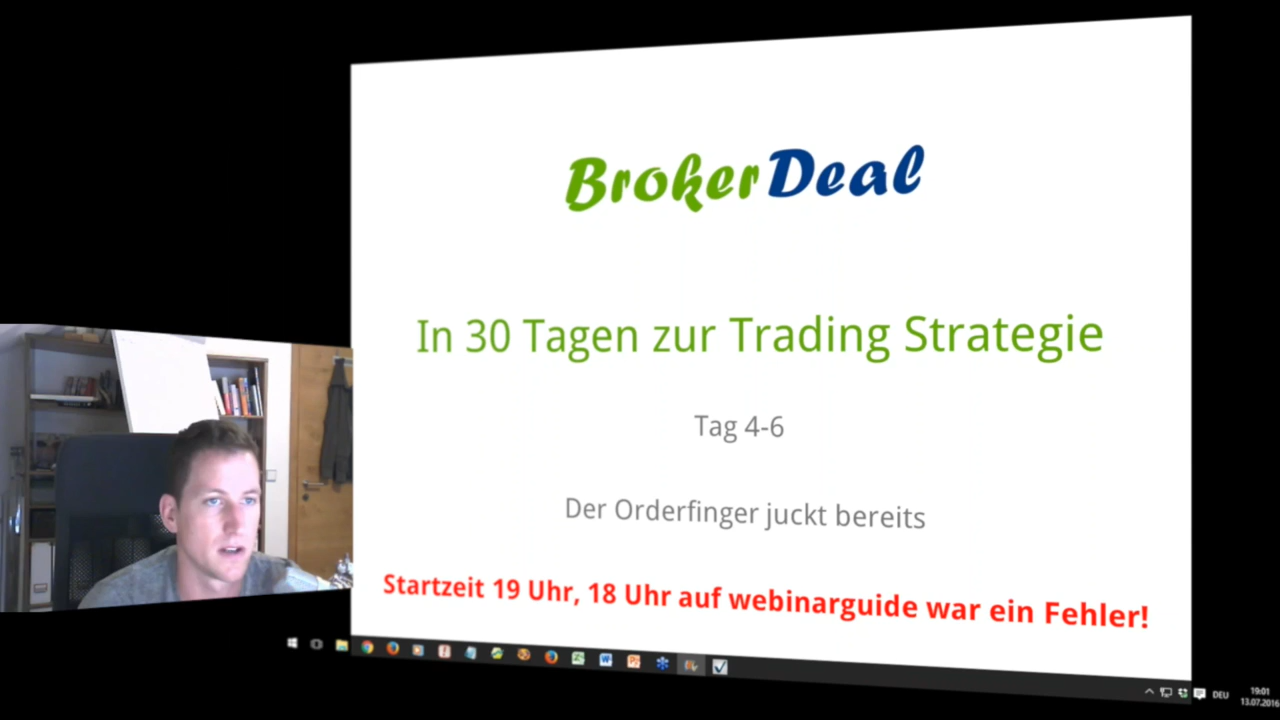 BrokerDeal
In 30 Tagen zur Trading Strategie
Tag 4-6
Der Orderfinger juckt bereits
Startzeit 19 Uhr, 18 Uhr auf webinarguide war ein Fehler!
DEU
19:01
13.07.2016